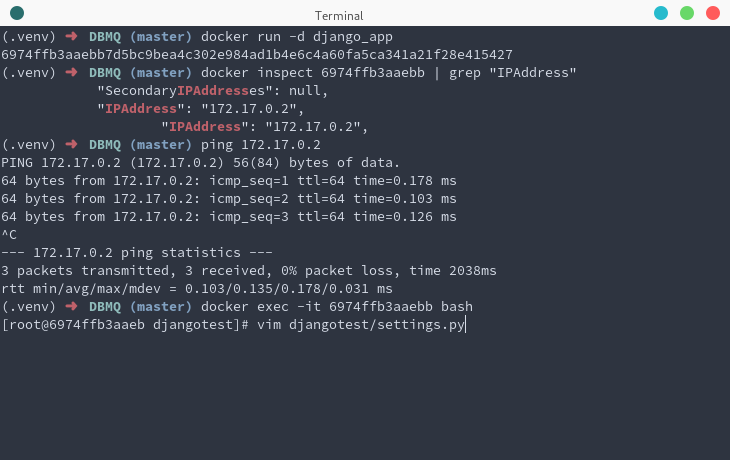 Terminal
(.venv) ➜ DBMQ (master) docker run -d django_app
6974ffb3aaebb7d5bc9bea4c302e984ad1b4e6c4a60fa5ca341a21f28e415427
(.venv) ➜ DBMQ (master) docker inspect 6974ffb3aaebb | grep "IPAddress"
            "SecondaryIPAddresses": null,
            "IPAddress": "172.17.0.2",
                    "IPAddress": "172.17.0.2",
(.venv) ➜ DBMQ (master) ping 172.17.0.2
PING 172.17.0.2 (172.17.0.2) 56(84) bytes of data.
64 bytes from 172.17.0.2: icmp_seq=1 ttl=64 time=0.178 ms
64 bytes from 172.17.0.2: icmp_seq=2 ttl=64 time=0.103 ms
64 bytes from 172.17.0.2: icmp_seq=3 ttl=64 time=0.126 ms
^C
--- 172.17.0.2 ping statistics ---
3 packets transmitted, 3 received, 0% packet loss, time 2038ms
rtt min/avg/max/mdev = 0.103/0.135/0.178/0.031 ms
(.venv) ➜ DBMQ (master) docker exec -it 6974ffb3aaebb bash
[root@6974ffb3aaeb djangotest]# vim djangotest/settings.py